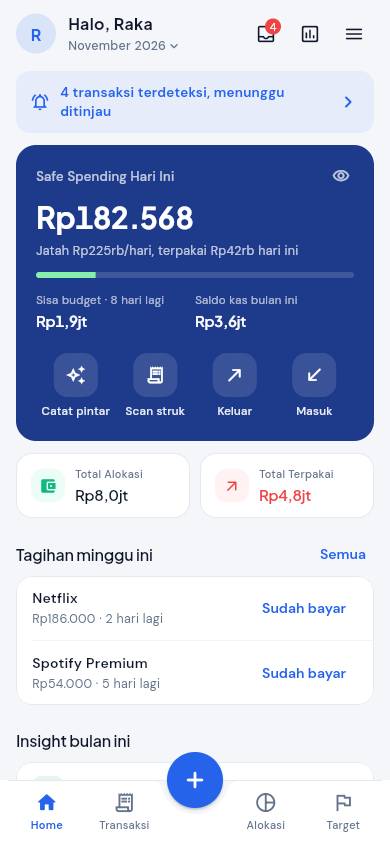 R
Halo, Raka
November 2026
4
4 transaksi terdeteksi, menunggu
ditinjau
Safe Spending Hari Ini
Rp182.568
Jatah Rp225rb/hari, terpakai Rp42rb hari ini
Sisa budget · 8 hari lagi
Saldo kas bulan ini
Rp1,9jt
Rp3,6jt
Catat pintar
Scan struk
Keluar
Masuk
Total Alokasi
Rp8,0jt
Total Terpakai
Rp4,8jt
Tagihan minggu ini
Semua
Netflix
Rp186.000 · 2 hari lagi
Sudah bayar
Spotify Premium
Rp54.000 · 5 hari lagi
Sudah bayar
Insight bulan ini
Home
Transaksi
Alokasi
Target